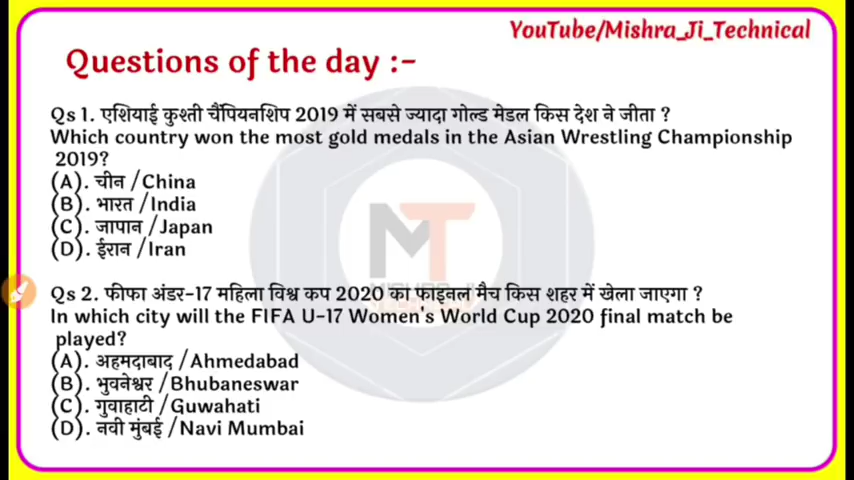 YouTube/Mishra_Ji_Technical
Questions of the day :-
Qs 1. एशियाई कुश्ती चैंपियनशिप 2019 में सबसे ज्यादा गोल्ड मेडल किस देश ने जीता ?
Which country won the most gold medals in the Asian Wrestling Championship
2019?
(A). चीन /China
(B). भारत /India
(C). जापान /Japan
(D). ईरान /Iran
MT
Qs 2. फीफा अंडर-17 महिला विश्व कप 2020 का फाइनल मैच किस शहर में खेला जाएगा ?
In which city will the FIFA U-17 Women's World Cup 2020 final match be
played?
(A). अहमदाबाद /Ahmedabad
(B). भुवनेश्वर /Bhubaneswar
(C). गुवाहाटी /Guwahati
(D). नवी मुंबई /Navi Mumbai